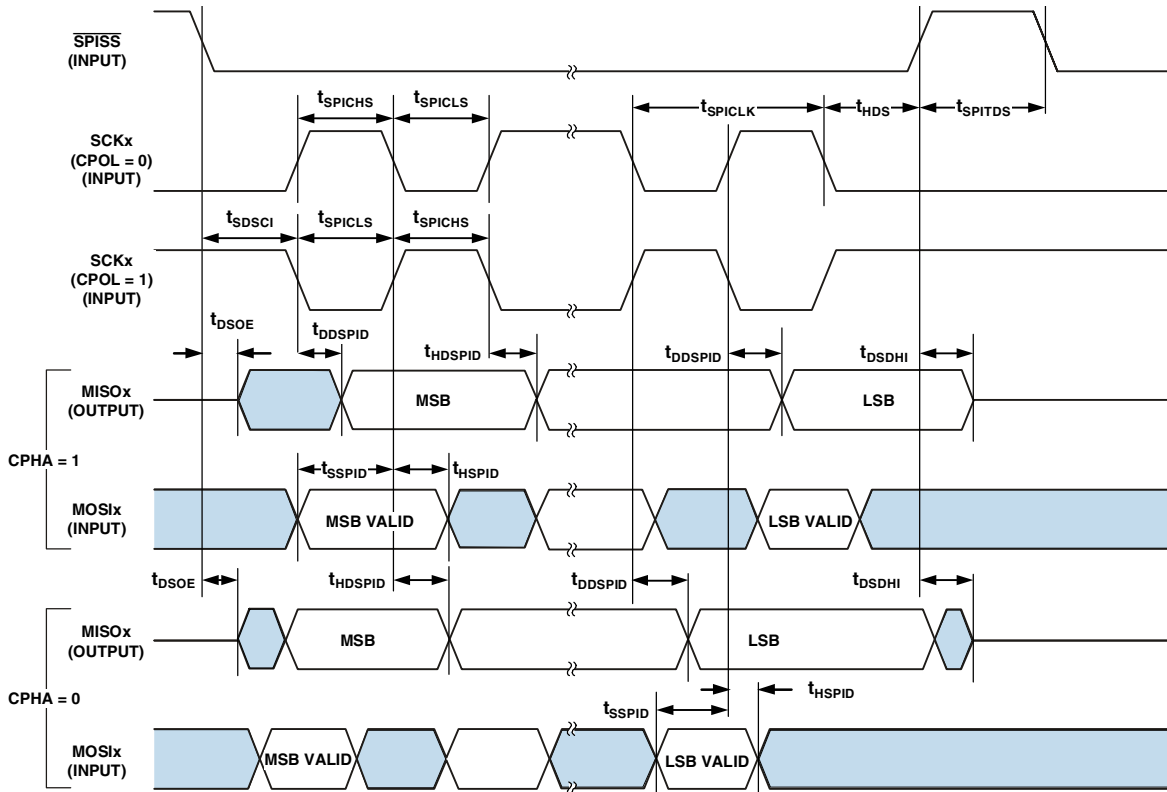 SPISS
(INPUT)
tSPICHS tSPICLS tSPICLK tHDS tSPITDS
SCKx
(CPOL = 0)
(INPUT)
tSDSCI tSPICLS tSPICHS
SCKx
(CPOL = 1)
(INPUT)
tDSOE tDDSPID tHDSPID tDDSPID tDSDHI
MISOx
(OUTPUT)
MSB LSB
CPHA = 1
tSSPID tHSPID
MOSIx
(INPUT)
MSB VALID LSB VALID
tDSOE tHDSPID tDDSPID tDSDHI
MISOx
(OUTPUT)
MSB LSB
CPHA = 0
tHSPID
tSSPID
MOSIx
(INPUT)
MSB VALID LSB VALID